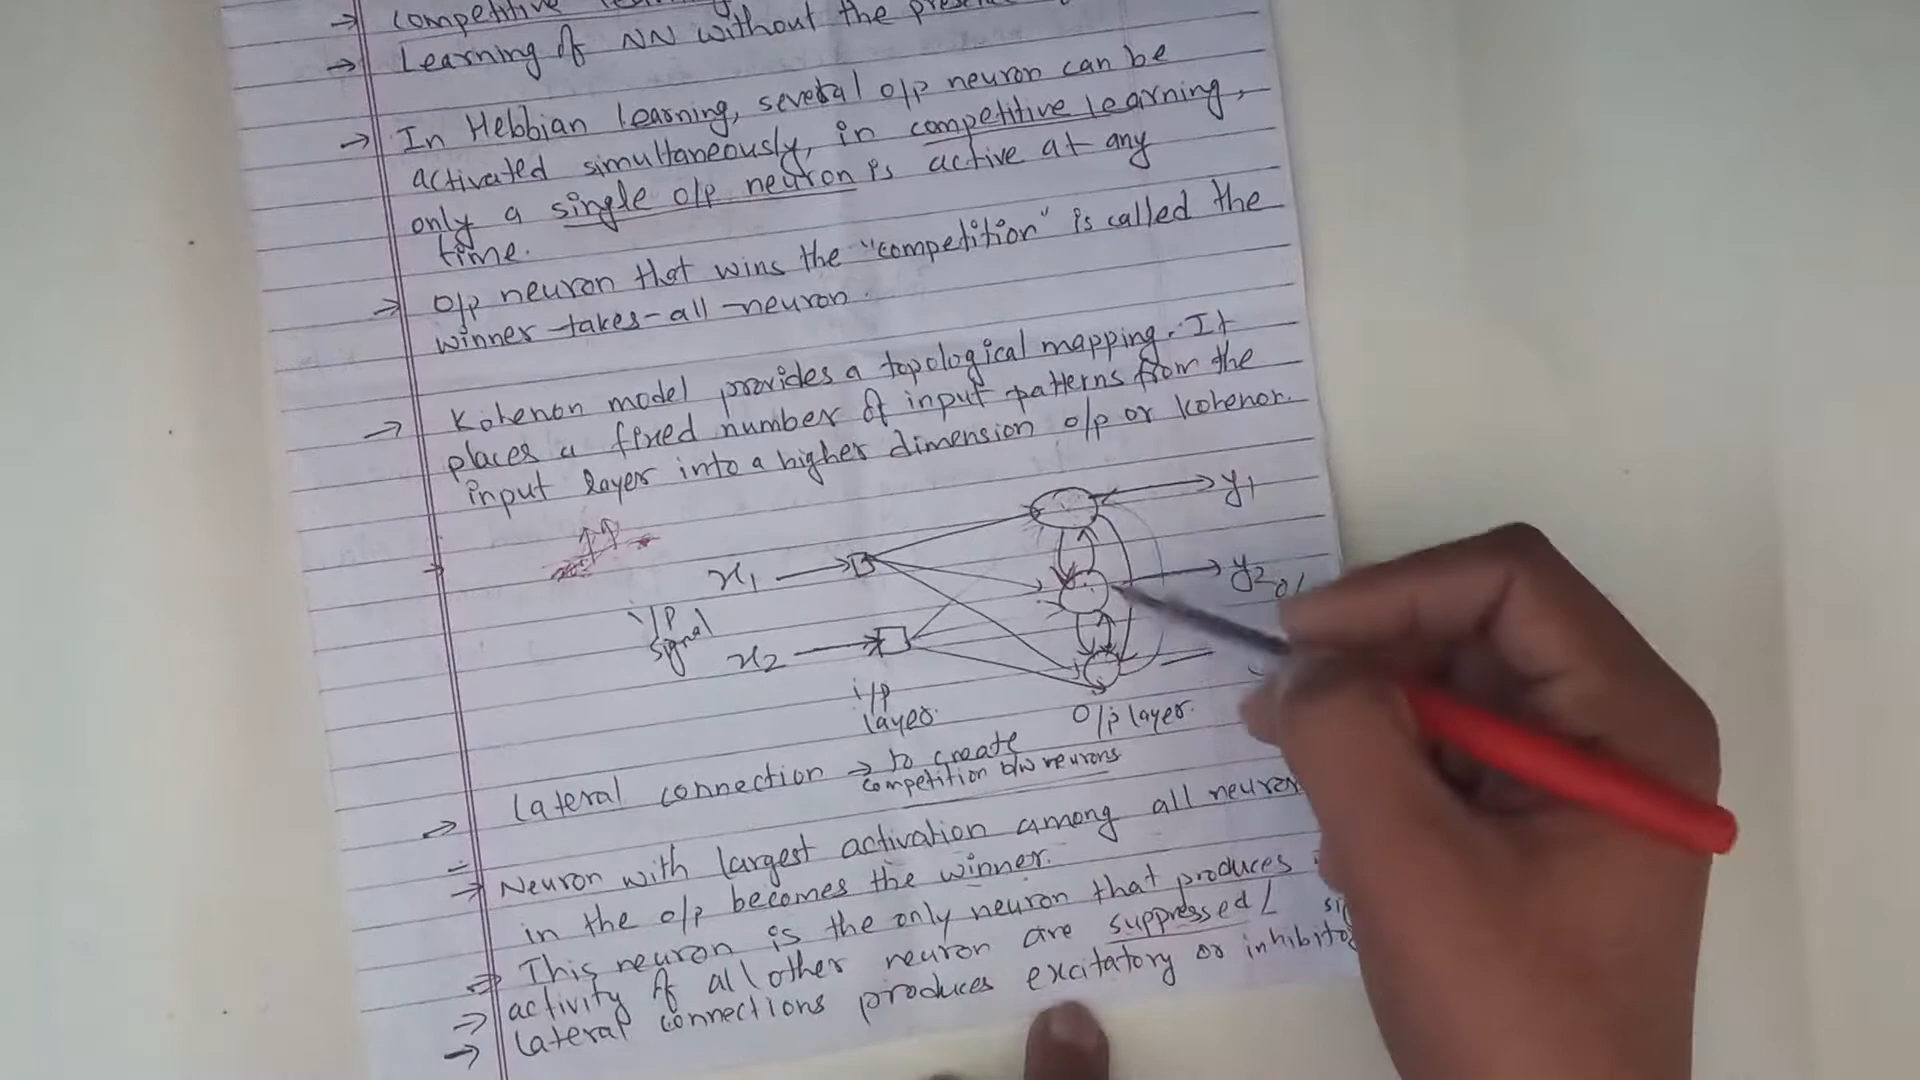 → competitive
→ Learning of NN without the
→ In Hebbian learning, several o/p neuron can be
activated simultaneously, in competitive learning,
only a single o/p neuron is active at any
time.
→ O/p neuron that wins the "competition" is called the
winner-takes-all-neuron.
→ Kohenon model provides a topological mapping. It
places a fixed number of input patterns from the
input layer into a higher dimension o/p or Kohenon.
y1
x1
y2 o/
i/p
signal
x2
i/p
layer.
O/p layer.
→ Lateral connection → to create
competition b/w neurons
→ Neuron with largest activation among all neuron
in the o/p becomes the winner.
→ This neuron is the only neuron that produces
→ activity of all other neuron are suppressed/
→ Lateral connections produces excitatory or